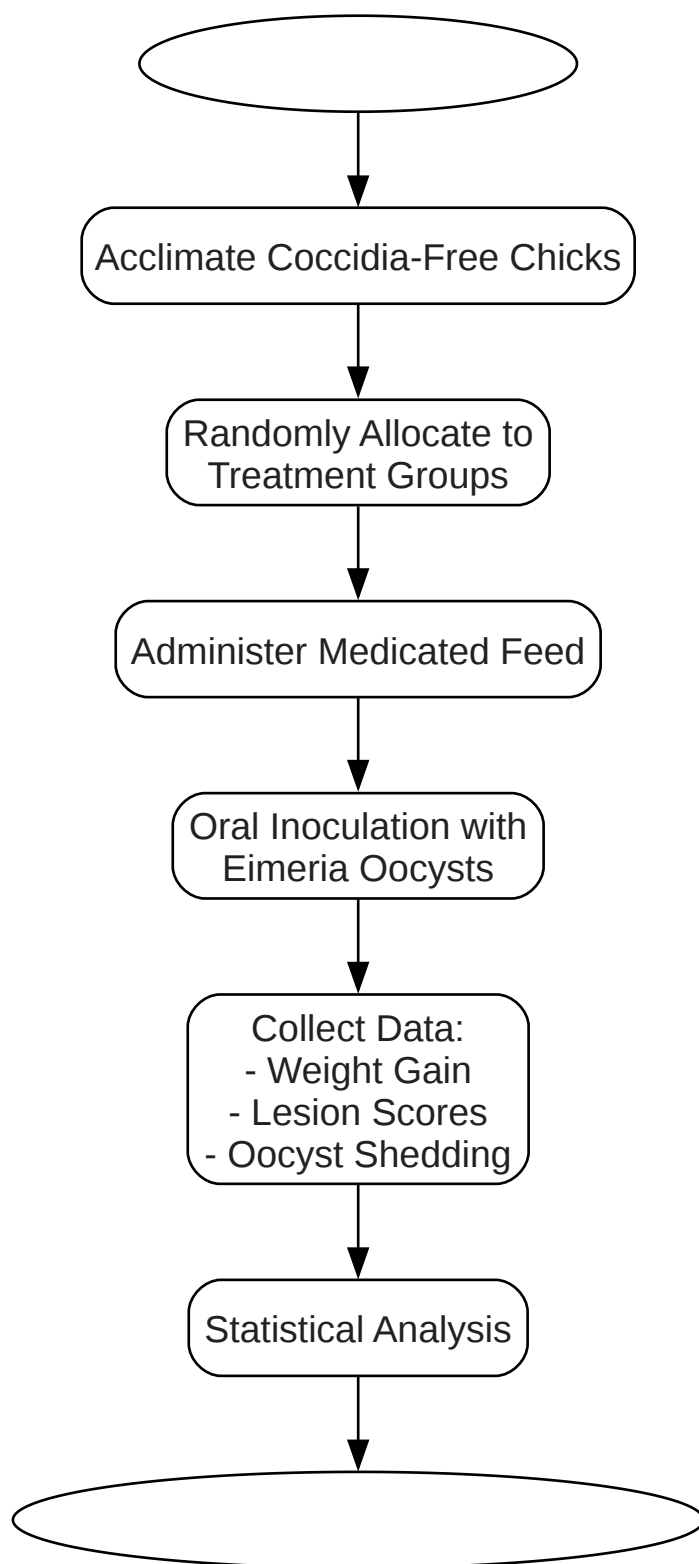 Acclimate Coccidia-Free Chicks
Randomly Allocate to
Treatment Groups
Administer Medicated Feed
Oral Inoculation with
Eimeria Oocysts
Collect Data:
- Weight Gain
- Lesion Scores
- Oocyst Shedding
Statistical Analysis